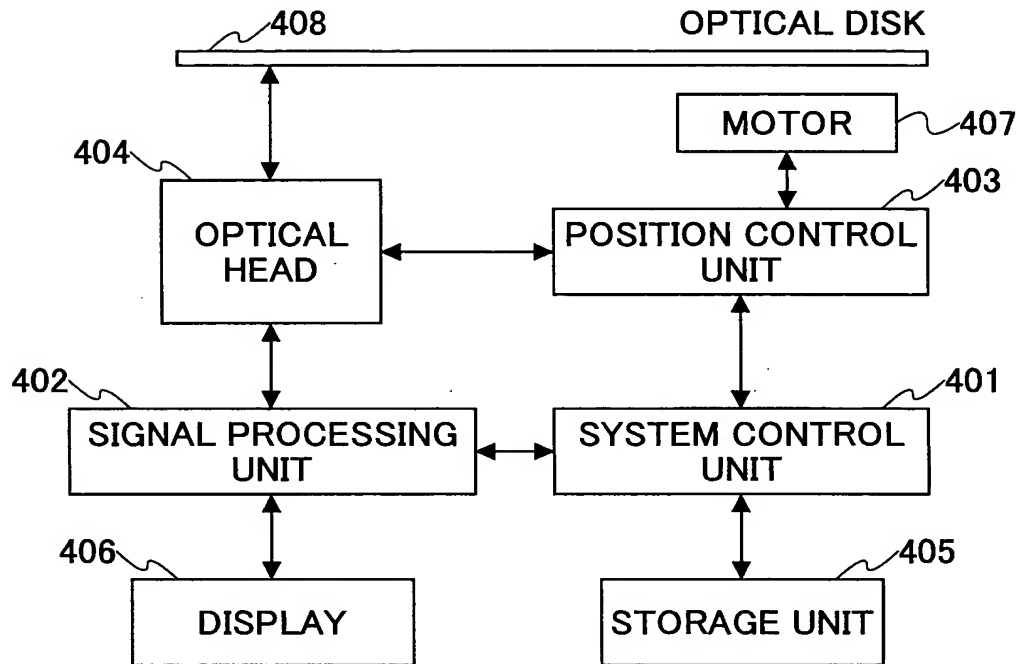 408
OPTICAL DISK
MOTOR
407
404
403
OPTICAL
HEAD
POSITION CONTROL
UNIT
402
401
SIGNAL PROCESSING
UNIT
SYSTEM CONTROL
UNIT
406
405
DISPLAY
STORAGE UNIT